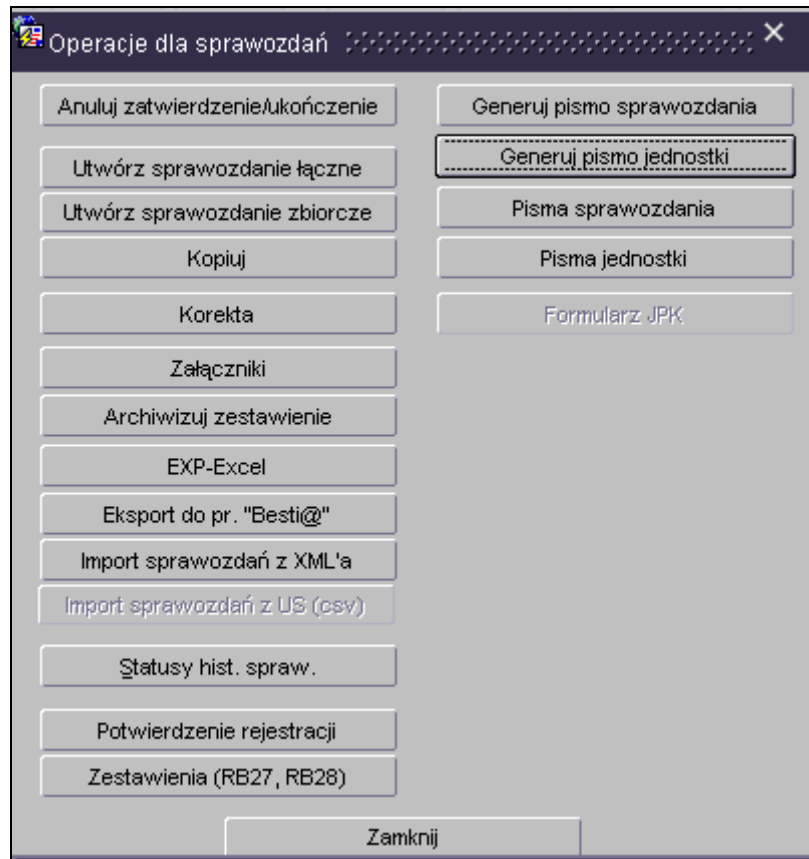 Operacje dla sprawozdań
Anuluj zatwierdzenie/ukończenie
Utwórz sprawozdanie łączne
Utwórz sprawozdanie zbiorcze
Kopiuj
Korekta
Załączniki
Archiwizuj zestawienie
EXP-Excel
Eksport do pr. "Besti@"
Import sprawozdań z XML'a
Import sprawozdań z US (csv)
Statusy hist. spraw.
Potwierdzenie rejestracji
Zestawienia (RB27, RB28)
Generuj pismo sprawozdania
Generuj pismo jednostki
Pisma sprawozdania
Pisma jednostki
Formularz JPK
Zamknij